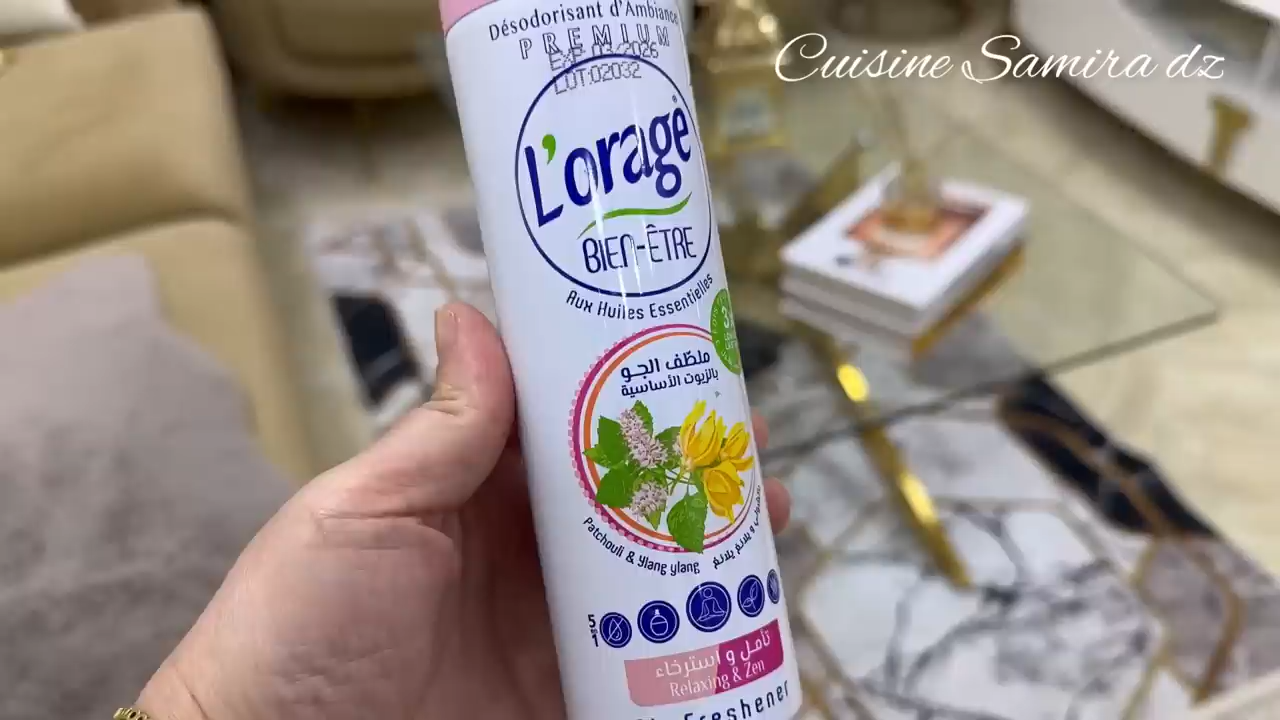 Cuisine Samira dz
Désodorisant d'Ambiance
PREMIUM
EXP: 03/2026
LOT:02032
L'orage
BIEN-ÊTRE
Aux Huiles Essentielles
ملطّف الجو
بالزيوت الأساسية
Patchouli & Ylang ylang
5
1
تأمل و استرخاء
Relaxing & Zen
Freshener